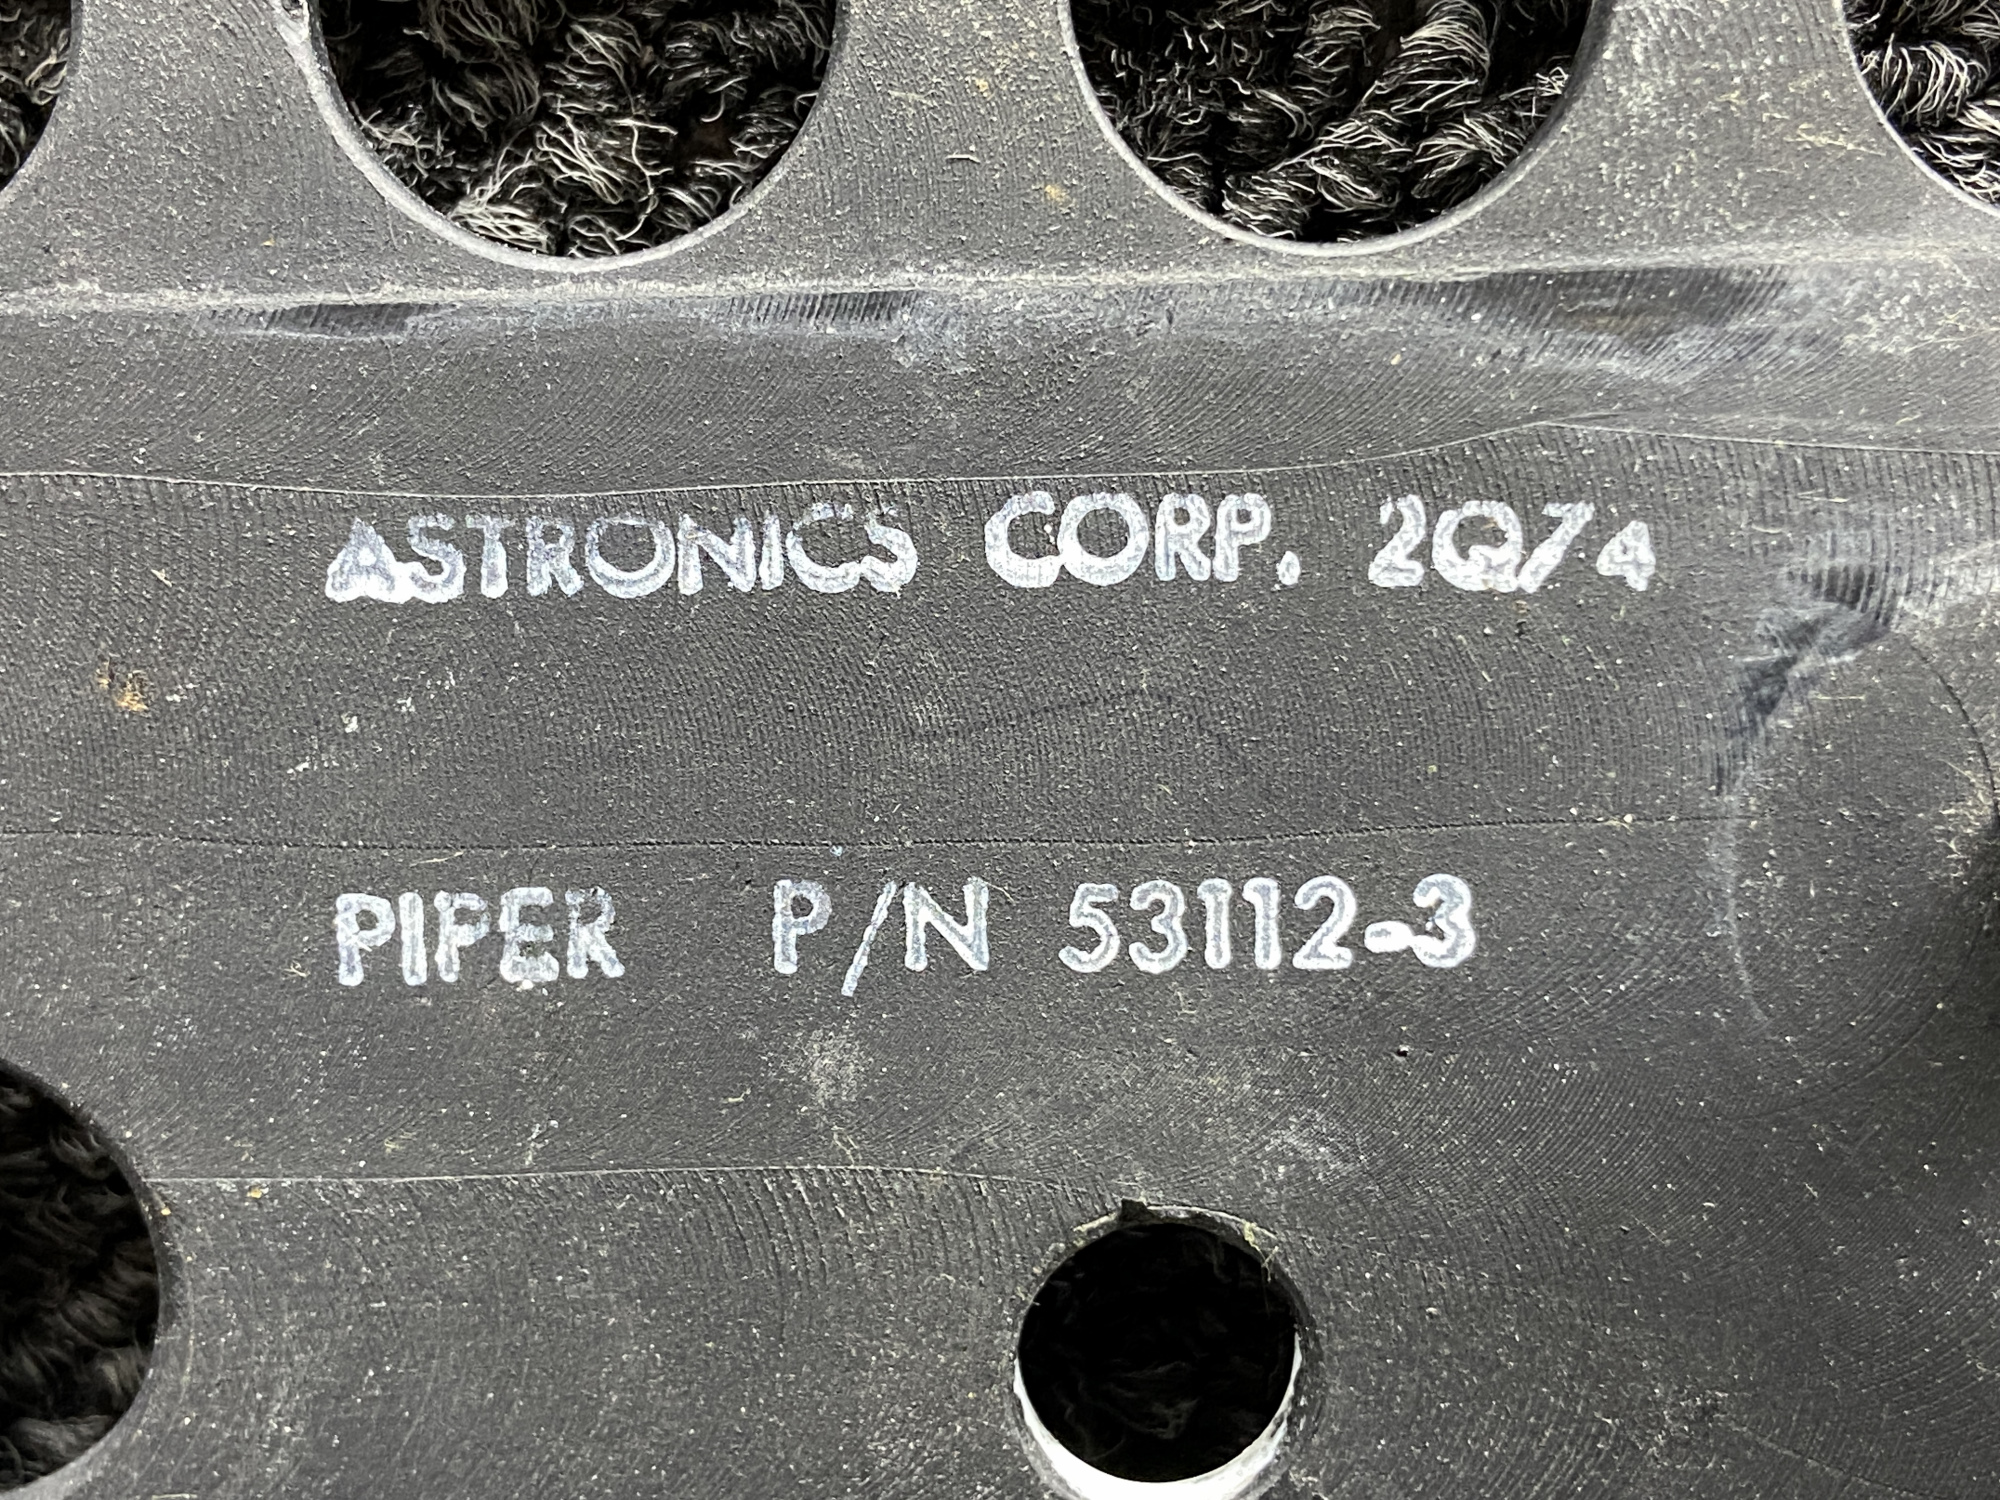 ASTRONICS CORP. 2Q74
PIPER P/N 53112-3